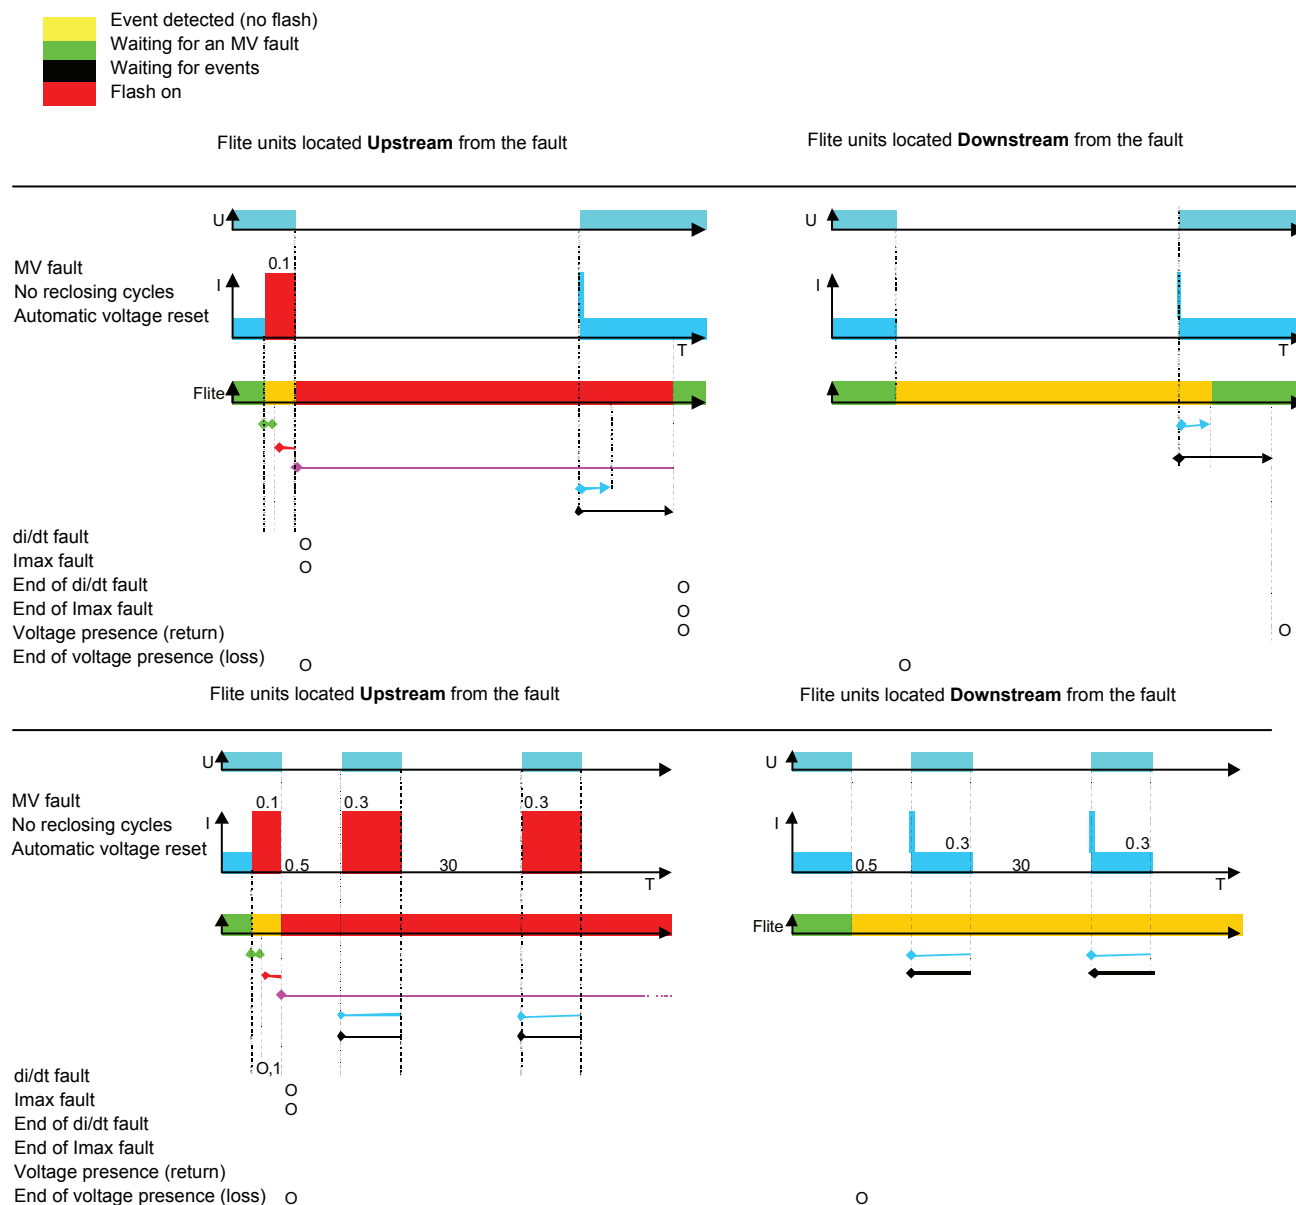 Event detected (no flash)
Waiting for an MV fault
Waiting for events
Flash on
Flite units located Upstream from the fault
Flite units located Downstream from the fault
U
U
MV fault
No reclosing cycles
Automatic voltage reset
0.1
I
I
T
T
Flite
di/dt fault
O
Imax fault
O
End of di/dt fault
O
End of Imax fault
O
Voltage presence (return)
O
O
End of voltage presence (loss)
O
O
Flite units located Upstream from the fault
Flite units located Downstream from the fault
U
U
MV fault
No reclosing cycles
Automatic voltage reset
0.1
0.3
0.3
I
I
0.3
0.3
0.5
30
0.5
30
T
T
Flite
O,1
di/dt fault
O
Imax fault
O
End of di/dt fault
End of Imax fault
Voltage presence (return)
End of voltage presence (loss)
O
O